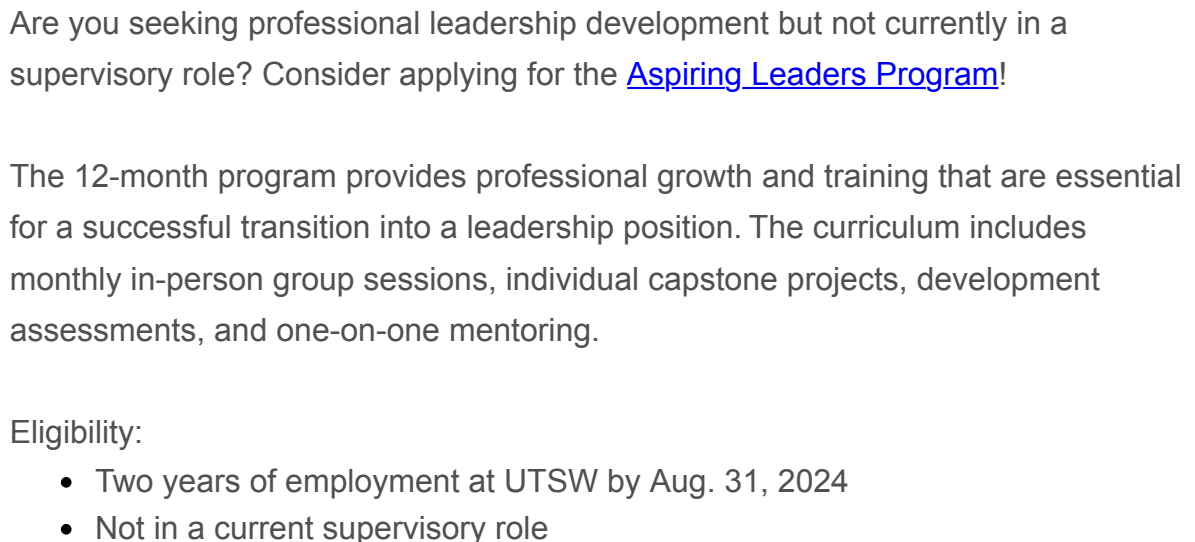 Are you seeking professional leadership development but not currently in a
supervisory role? Consider applying for the Aspiring Leaders Program!
The 12-month program provides professional growth and training that are essential
for a successful transition into a leadership position. The curriculum includes
monthly in-person group sessions, individual capstone projects, development
assessments, and one-on-one mentoring.
Eligibility:
• Two years of employment at UTSW by Aug. 31, 2024
• Not in a current supervisory role